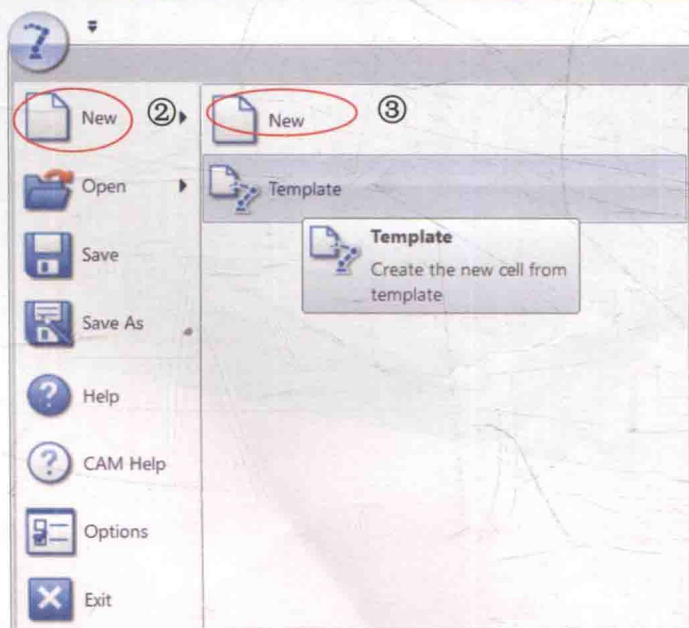 New ②
New ③
Open
Template
Template
Create the new cell from
template
Save
Save As
Help
CAM Help
Options
Exit